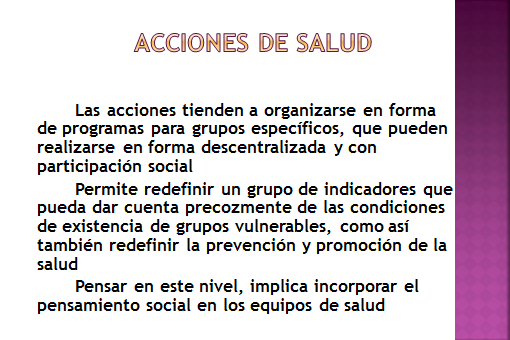 ACCIONES DE SALUD
Las acciones tienden a organizarse en forma
de programas para grupos específicos, que pueden
realizarse en forma descentralizada y con
participación social
Permite redefinir un grupo de indicadores que
pueda dar cuenta precozmente de las condiciones
de existencia de grupos vulnerables, como así
también redefinir la prevención y promoción de la
salud
Pensar en este nivel, implica incorporar el
pensamiento social en los equipos de salud